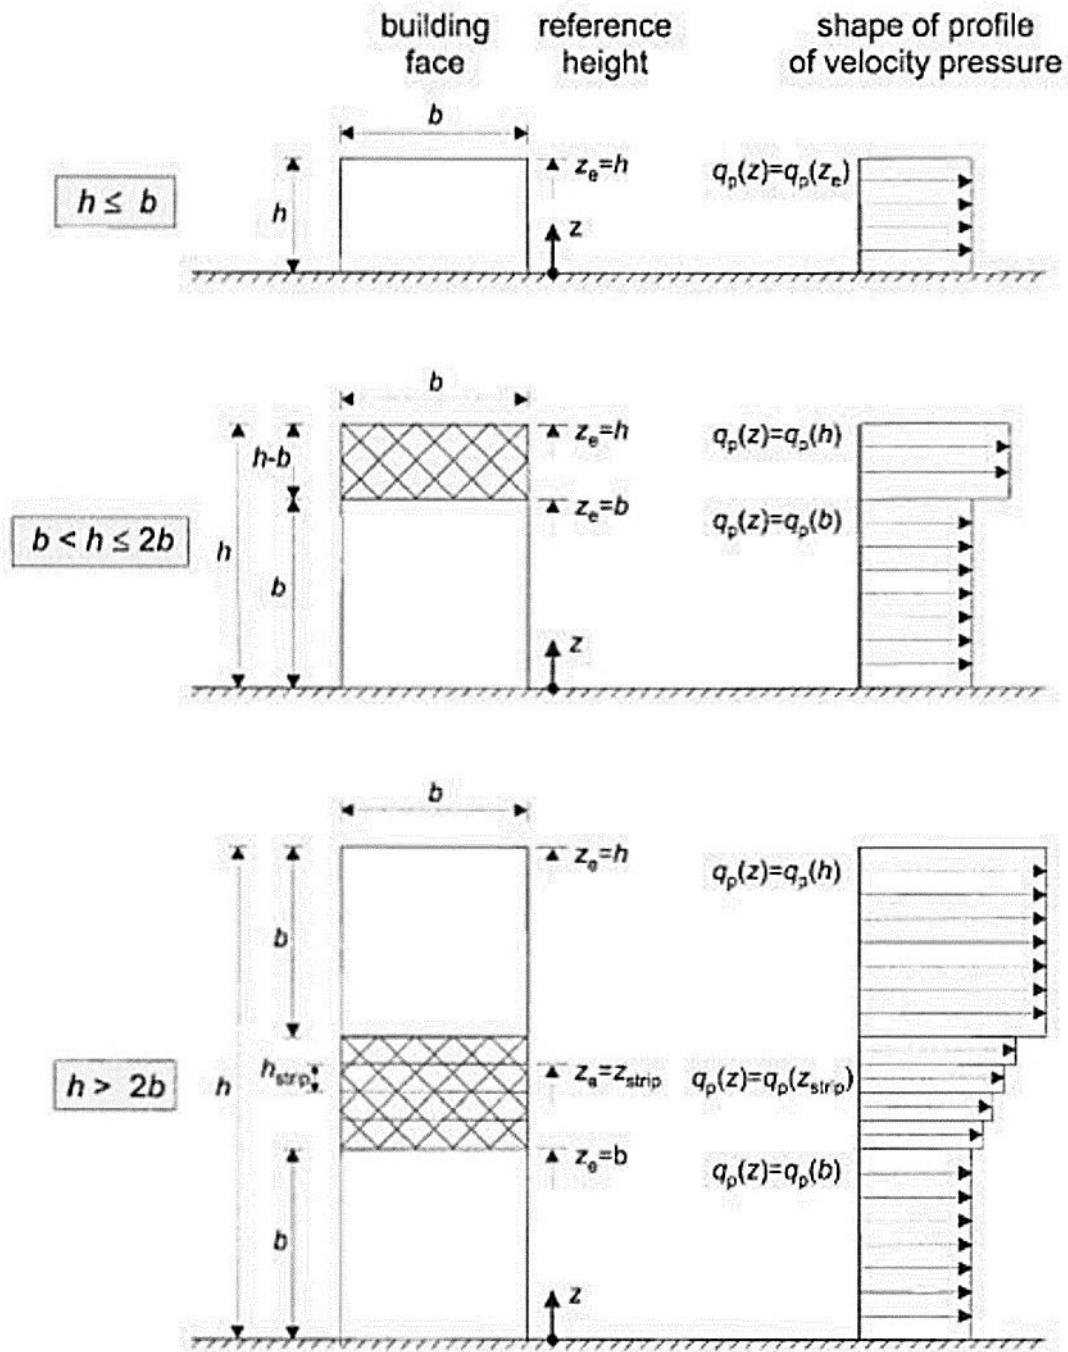 building face
reference height
shape of profile of velocity pressure
b
h ≤ b
h
z_e=h
z
q_p(z)=q_p(z_e)
b
b < h ≤ 2b
h
h-b
b
z_e=h
z_e=b
z
q_p(z)=q_p(h)
q_p(z)=q_p(b)
b
h > 2b
h
b
h_strip
b
z_e=h
z_e=z_strip
z_e=b
z
q_p(z)=q_p(h)
q_p(z)=q_p(z_strip)
q_p(z)=q_p(b)